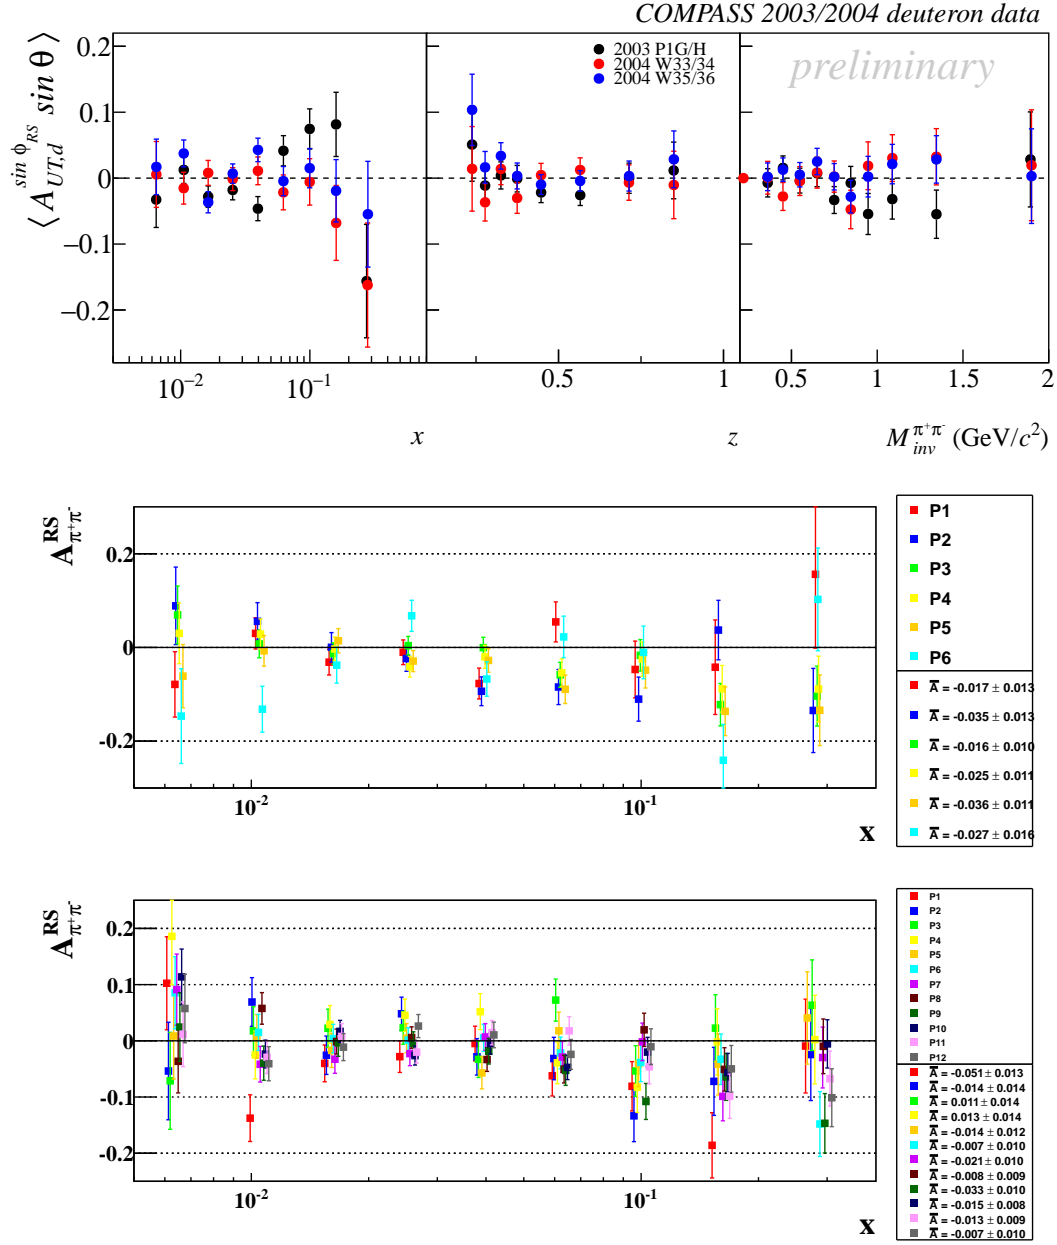 COMPASS 2003/2004 deuteron data
⟨ A_{UT,d}^{sin ϕ_{RS}} sin θ ⟩
0.2
0.1
0
−0.1
−0.2
2003 P1G/H
2004 W33/34
2004 W35/36
preliminary
10⁻² 10⁻¹ 0.5 1 0.5 1 1.5 2
x z M_{inv}^{π⁺π⁻} (GeV/c²)
A_{π⁺π⁻}^{RS}
0.2
0
-0.2
10⁻² 10⁻¹
x
P1
P2
P3
P4
P5
P6
A = -0.017 ± 0.013
A = -0.035 ± 0.013
A = -0.016 ± 0.010
A = -0.025 ± 0.011
A = -0.036 ± 0.011
A = -0.027 ± 0.016
A_{π⁺π⁻}^{RS}
0.2
0.1
0
-0.1
-0.2
10⁻² 10⁻¹
x
P1
P2
P3
P4
P5
P6
P7
P8
P9
P10
P11
P12
A = -0.051 ± 0.013
A = -0.014 ± 0.014
A = 0.011 ± 0.014
A = 0.013 ± 0.014
A = -0.014 ± 0.012
A = -0.007 ± 0.010
A = -0.021 ± 0.010
A = -0.008 ± 0.009
A = -0.033 ± 0.010
A = -0.015 ± 0.008
A = -0.013 ± 0.009
A = -0.007 ± 0.010